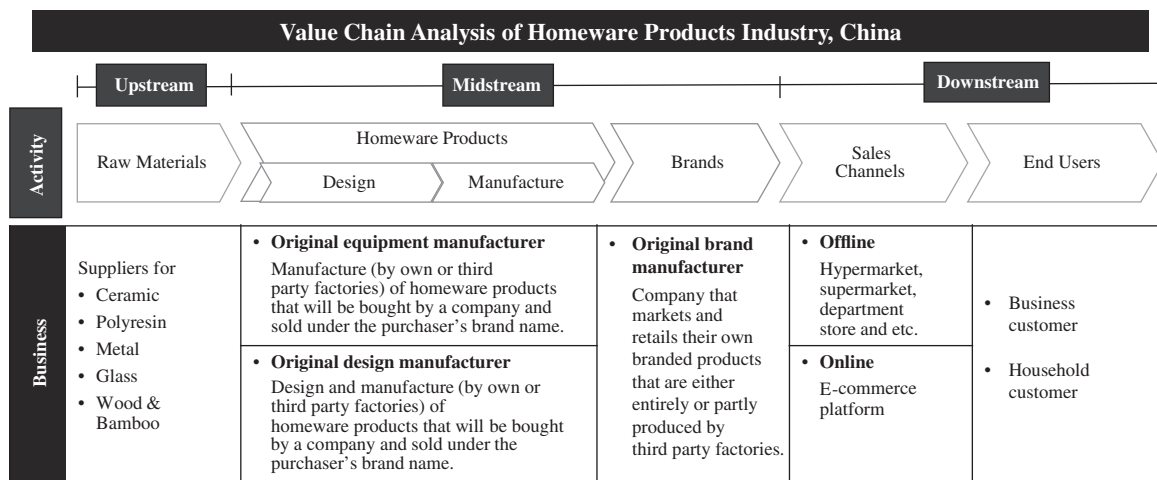 Value Chain Analysis of Homeware Products Industry, China
Upstream
Midstream
Downstream
Activity
Raw Materials
Homeware Products
Design
Manufacture
Brands
Sales
Channels
End Users
Business
Suppliers for
• Ceramic
• Polyresin
• Metal
• Glass
• Wood &
Bamboo
• Original equipment manufacturer
Manufacture (by own or third
party factories) of homeware products
that will be bought by a company and
sold under the purchaser's brand name.
• Original design manufacturer
Design and manufacture (by own or
third party factories) of
homeware products that will be bought
by a company and sold under the
purchaser's brand name.
• Original brand
manufacturer
Company that
markets and
retails their own
branded products
that are either
entirely or partly
produced by
third party factories.
• Offline
Hypermarket,
supermarket,
department
store and etc.
• Online
E-commerce
platform
• Business
customer
• Household
customer